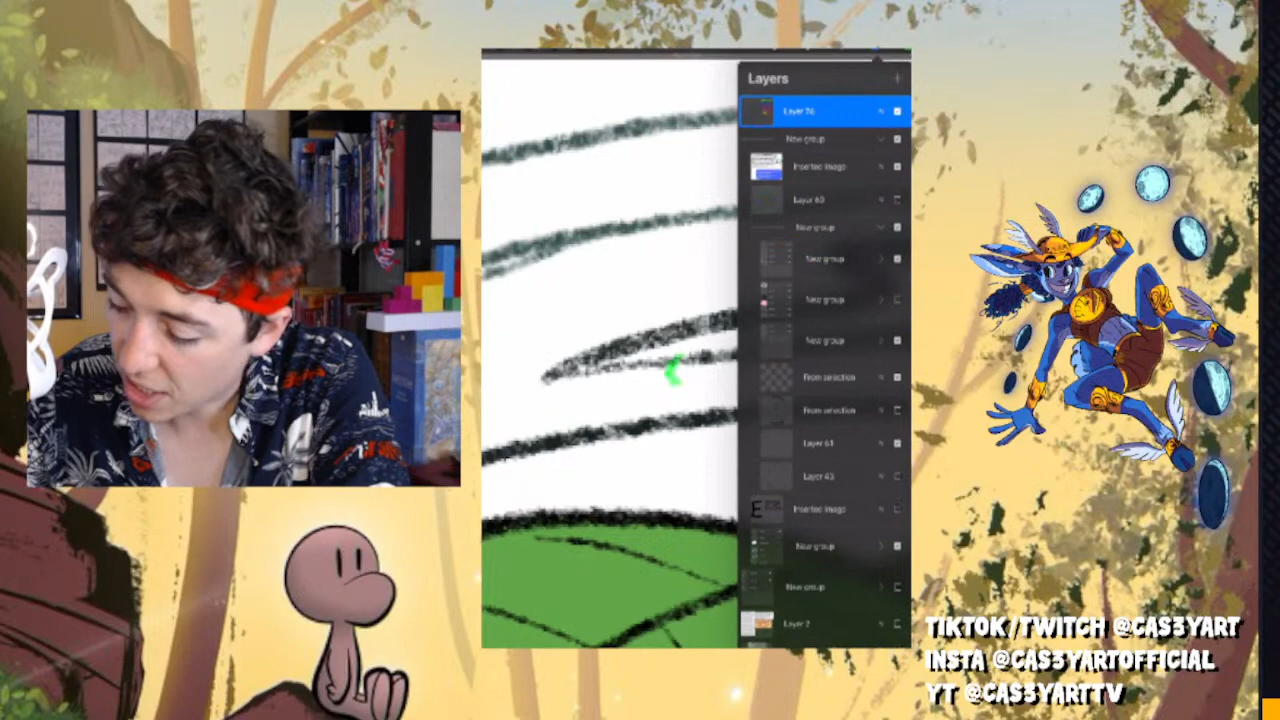 Layers
Layer 76
New group
Inserted Image
Layer 60
New group
New group
New group
New group
From selection
From selection
Layer 61
Layer 43
Inserted Image
E
New group
New group
Layer 2
TIKTOK/TWITCH @CAS3YART
INSTA @CAS3YARTOFFICIAL
YT @CAS3YARTTV